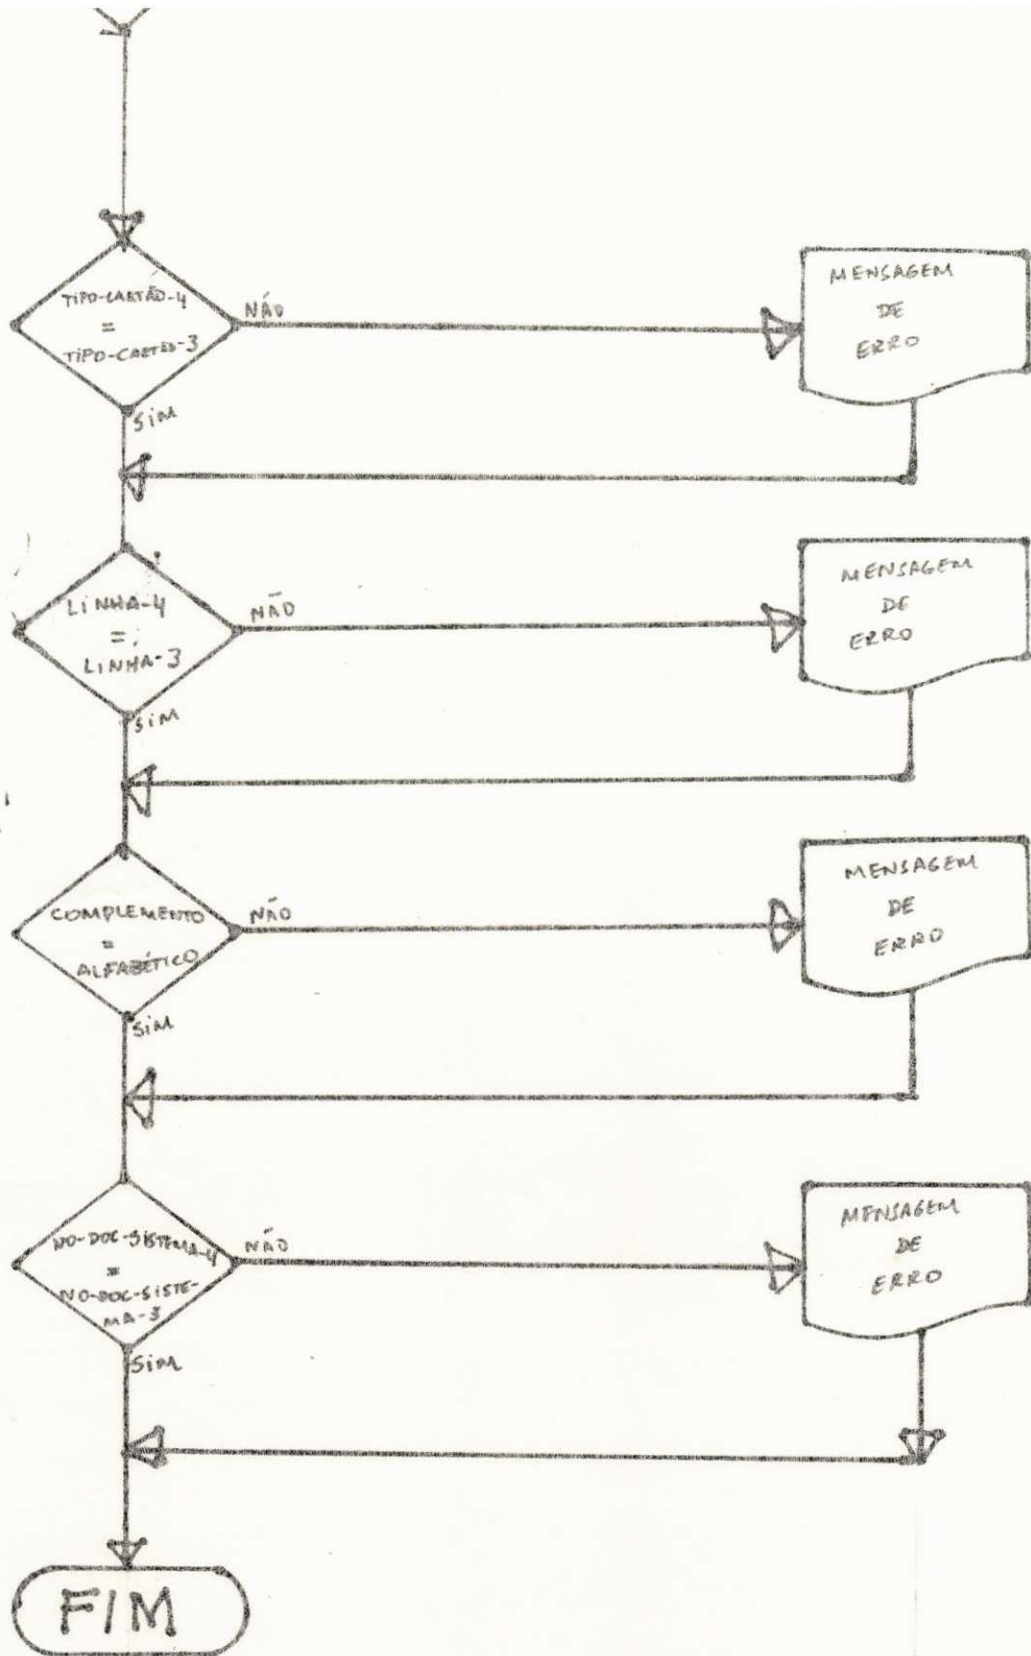 TIPO-CARTÃO-4
=
TIPO-CARTÃO-3
NÃO
SIM
MENSAGEM
DE
ERRO
LINHA-4
=
LINHA-3
NÃO
SIM
MENSAGEM
DE
ERRO
COMPLEMENTO
=
ALFABÉTICO
NÃO
SIM
MENSAGEM
DE
ERRO
NO-DOC-SISTEMA-4
=
NO-DOC-SISTE-
MA-3
NÃO
SIM
MENSAGEM
DE
ERRO
FIM